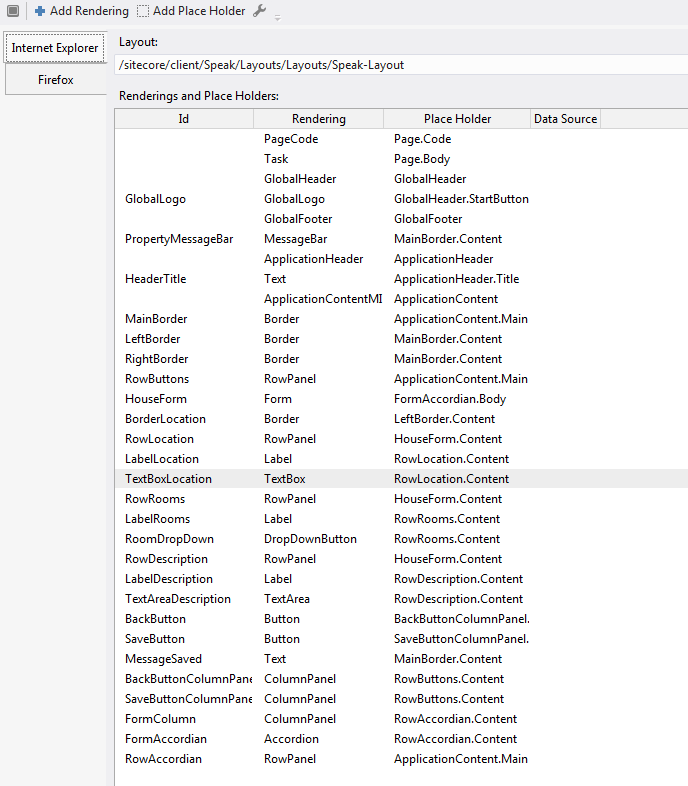 Add Rendering Add Place Holder
Internet Explorer
Firefox
Layout:
/sitecore/client/Speak/Layouts/Layouts/Speak-Layout
Renderings and Place Holders:
Id Rendering Place Holder Data Source
PageCode Page.Code
Task Page.Body
GlobalHeader GlobalHeader
GlobalLogo GlobalLogo GlobalHeader.StartButton
GlobalFooter GlobalFooter
PropertyMessageBar MessageBar MainBorder.Content
ApplicationHeader ApplicationHeader
HeaderTitle Text ApplicationHeader.Title
ApplicationContentMI ApplicationContent
MainBorder Border ApplicationContent.Main
LeftBorder Border MainBorder.Content
RightBorder Border MainBorder.Content
RowButtons RowPanel ApplicationContent.Main
HouseForm Form FormAccordian.Body
BorderLocation Border LeftBorder.Content
RowLocation RowPanel HouseForm.Content
LabelLocation Label RowLocation.Content
TextBoxLocation TextBox RowLocation.Content
RowRooms RowPanel HouseForm.Content
LabelRooms Label RowRooms.Content
RoomDropDown DropDownButton RowRooms.Content
RowDescription RowPanel HouseForm.Content
LabelDescription Label RowDescription.Content
TextAreaDescription TextArea RowDescription.Content
BackButton Button BackButtonColumnPanel.
SaveButton Button SaveButtonColumnPanel.
MessageSaved Text MainBorder.Content
BackButtonColumnPane ColumnPanel RowButtons.Content
SaveButtonColumnPane ColumnPanel RowButtons.Content
FormColumn ColumnPanel RowAccordian.Content
FormAccordian Accordion RowAccordian.Content
RowAccordian RowPanel ApplicationContent.Main